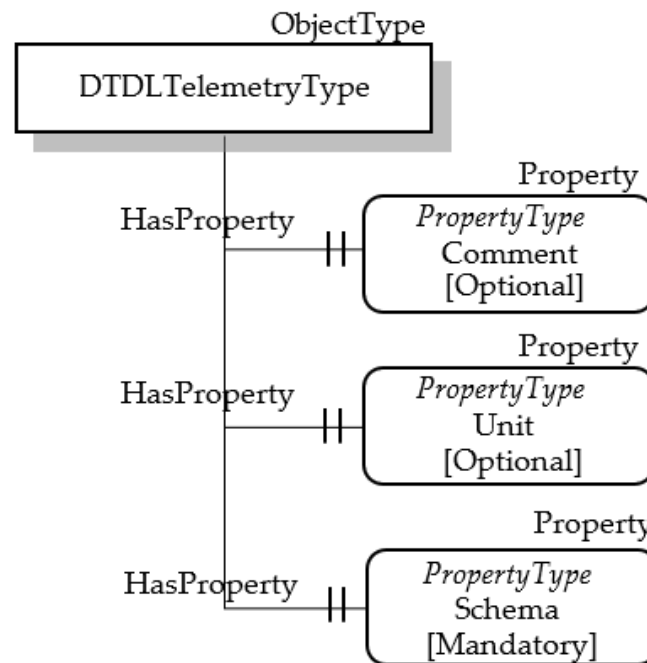 ObjectType
DTDLTelemetryType
Property
HasProperty
PropertyType
Comment
[Optional]
Property
HasProperty
PropertyType
Unit
[Optional]
Property
HasProperty
PropertyType
Schema
[Mandatory]